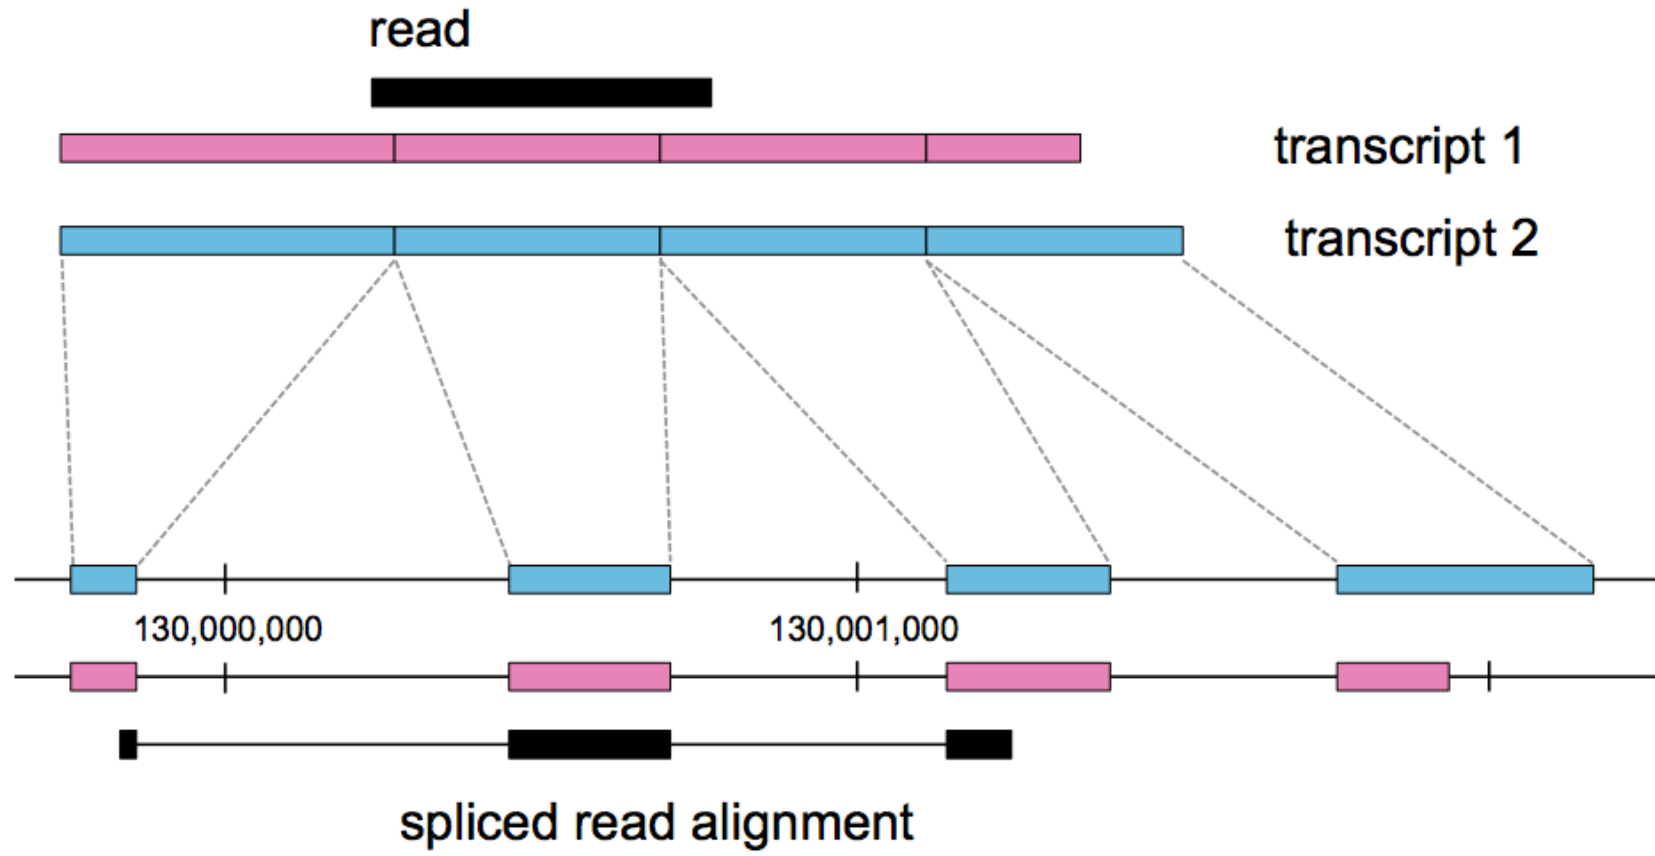 read
transcript 1
transcript 2
130,000,000
130,001,000
spliced read alignment